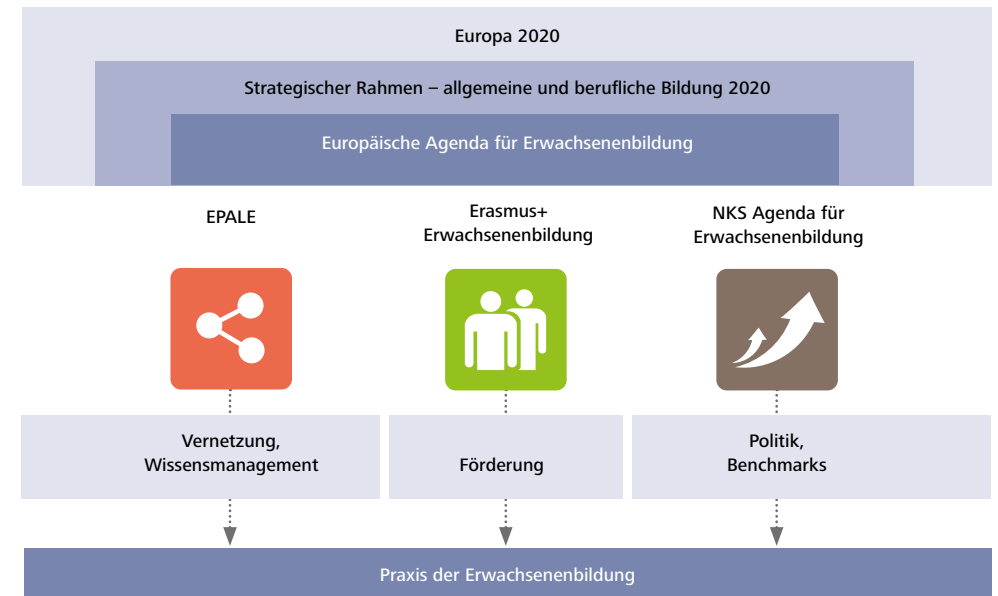 Europa 2020
Strategischer Rahmen – allgemeine und berufliche Bildung 2020
Europäische Agenda für Erwachsenenbildung
EPALE
Erasmus+
Erwachsenenbildung
NKS Agenda für
Erwachsenenbildung
Vernetzung,
Wissensmanagement
Förderung
Politik,
Benchmarks
Praxis der Erwachsenenbildung